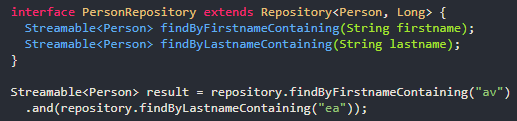 interface PersonRepository extends Repository<Person, Long> {
  Streamable<Person> findByFirstnameContaining(String firstname);
  Streamable<Person> findByLastnameContaining(String lastname);
}
Streamable<Person> result = repository.findByFirstnameContaining("av")
  .and(repository.findByLastnameContaining("ea"));